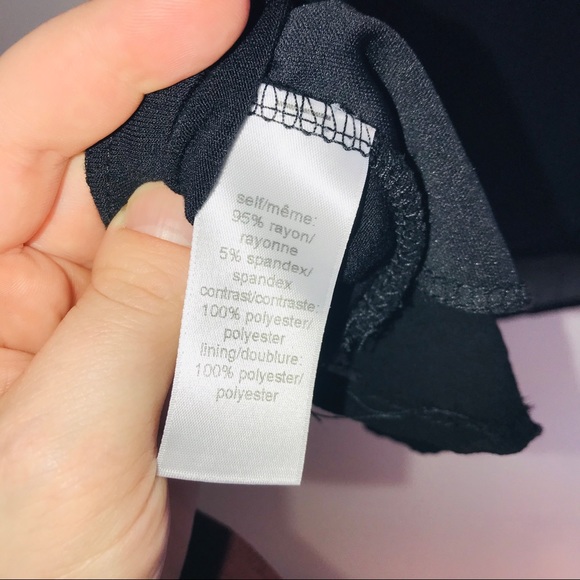 self/même:
95% rayon/
rayonne
5% spandex/
spandex
contrast/contraste:
100% polyester/
polyester
lining/doublure:
100% polyester/
polyester